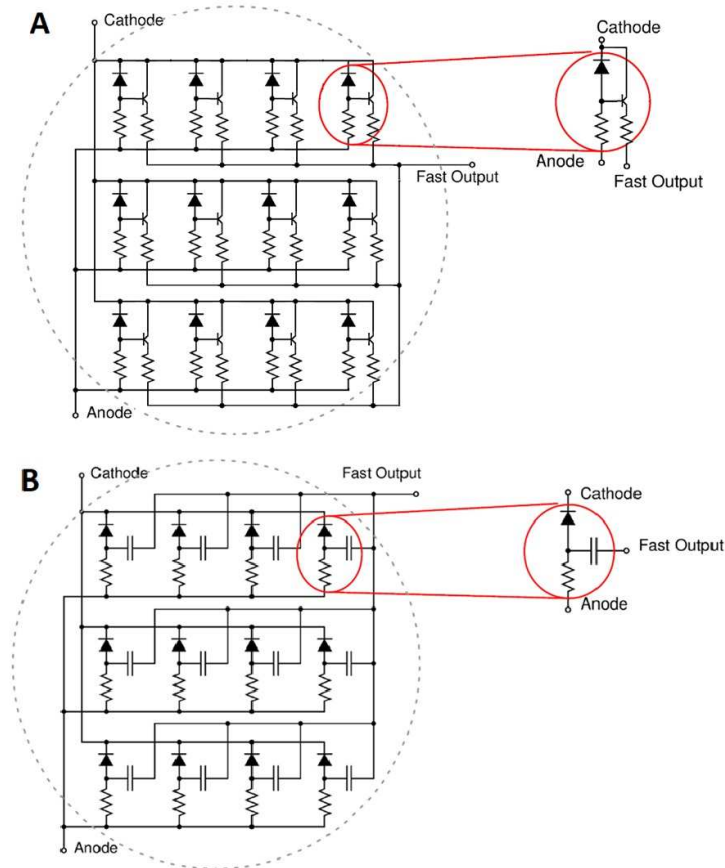 A
Cathode
Cathode
Anode
Fast Output
Fast Output
Anode
B
Cathode
Fast Output
Cathode
Fast Output
Anode
Anode